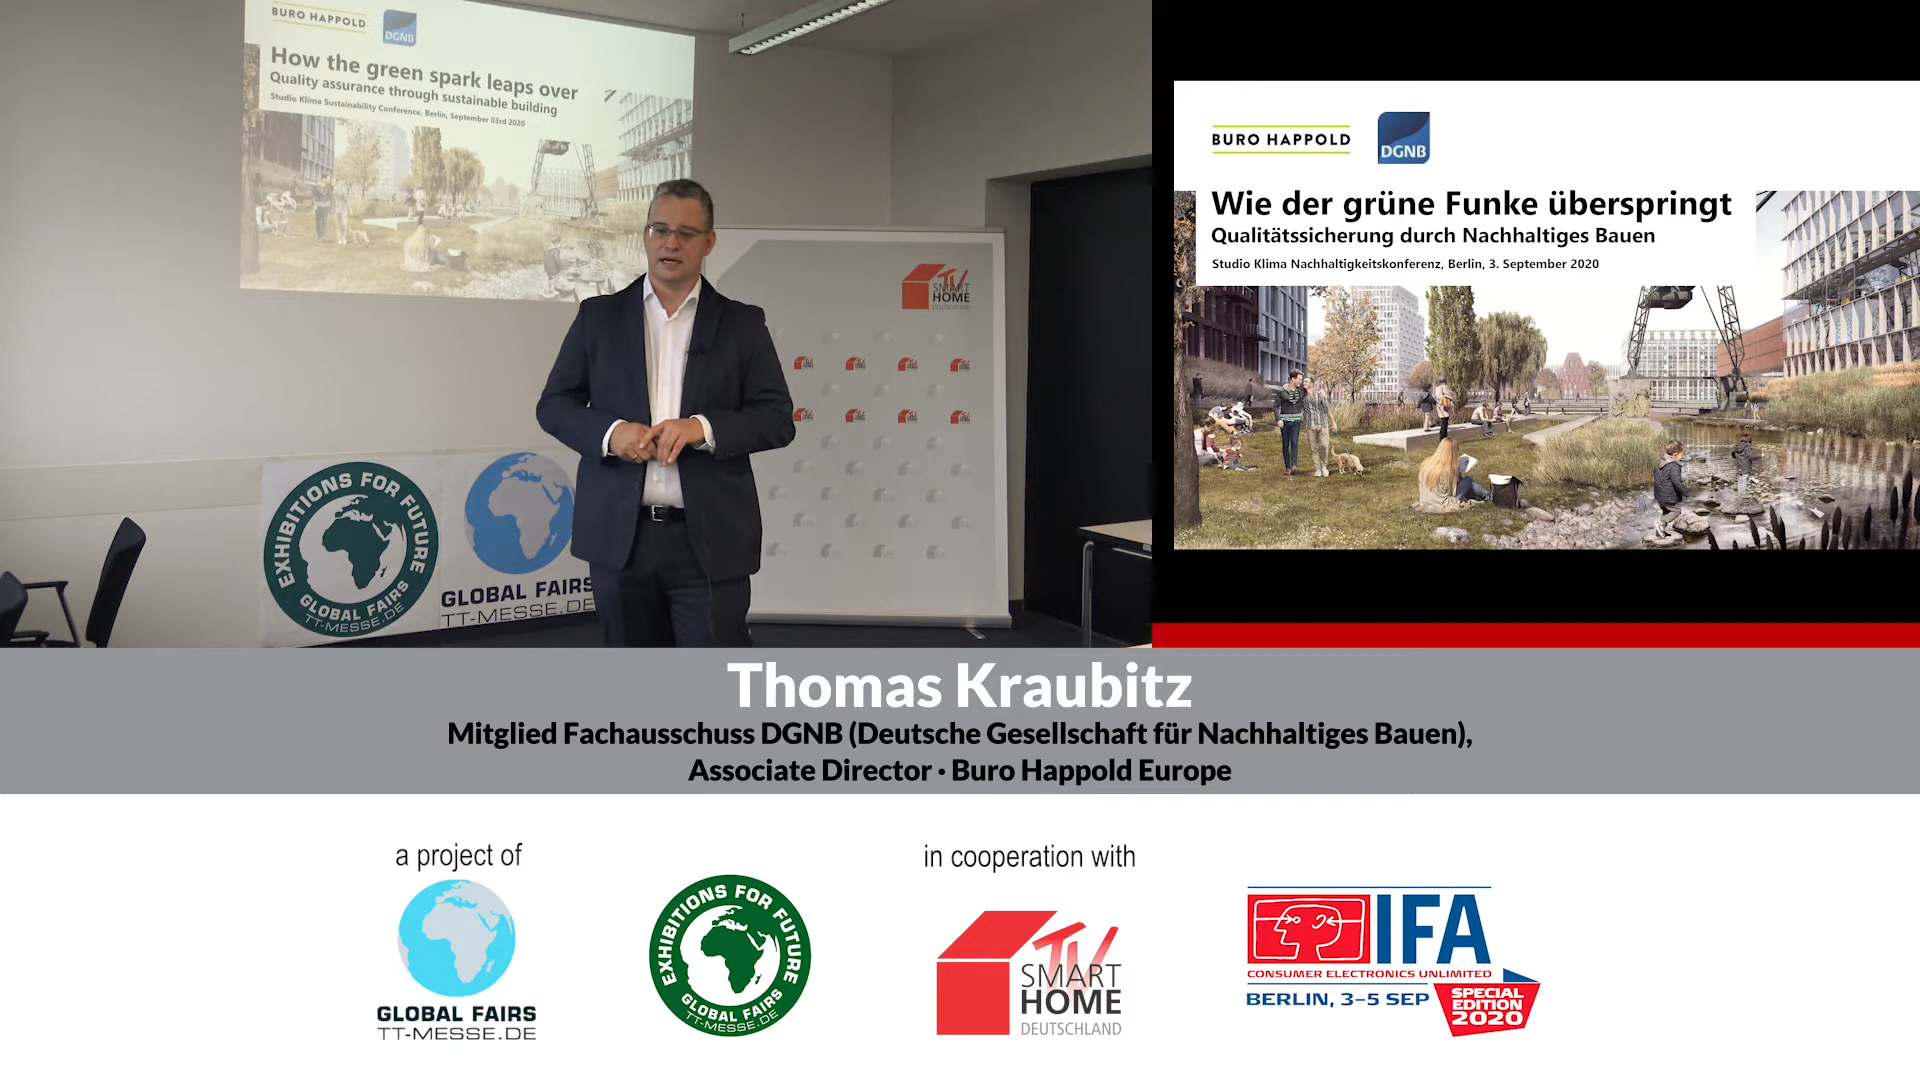 BURO HAPPOLD
DGNB
How the green spark leaps over
Quality assurance through sustainable building
Studio Klima Sustainability Conference, Berlin, September 03rd 2020
TV
SMART
HOME
DEUTSCHLAND
EXHIBITIONS FOR FUTURE
GLOBAL FAIRS
TT-MESSE.DE
GLOBAL FAIRS
TT-MESSE.DE
BURO HAPPOLD
DGNB
Wie der grüne Funke überspringt
Qualitätssicherung durch Nachhaltiges Bauen
Studio Klima Nachhaltigkeitskonferenz, Berlin, 3. September 2020
Thomas Kraubitz
Mitglied Fachausschuss DGNB (Deutsche Gesellschaft für Nachhaltiges Bauen),
Associate Director · Buro Happold Europe
a project of
GLOBAL FAIRS
TT-MESSE.DE
EXHIBITIONS FOR FUTURE
GLOBAL FAIRS
TT-MESSE.DE
in cooperation with
TV
SMART
HOME
DEUTSCHLAND
IFA
CONSUMER ELECTRONICS UNLIMITED
BERLIN, 3–5 SEP
SPECIAL
EDITION
2020